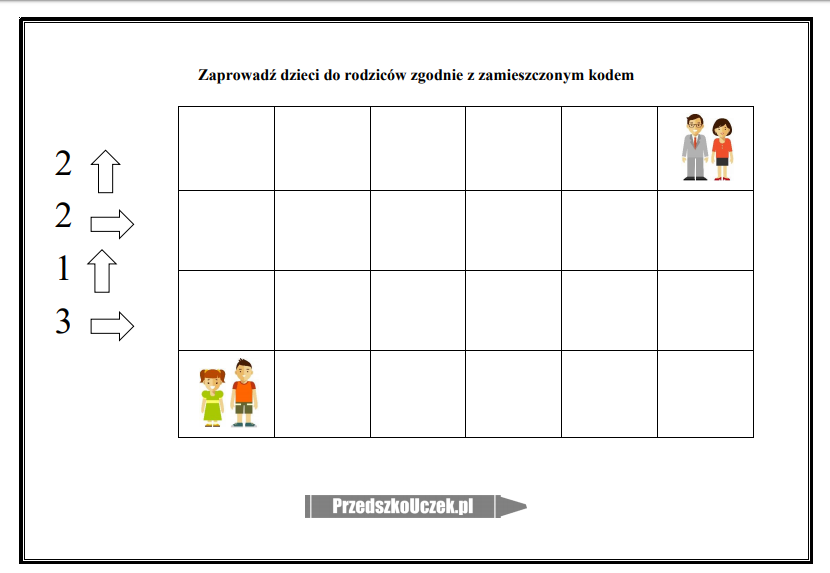 Zaprowadź dzieci do rodziców zgodnie z zamieszczonym kodem
2
2
1
3
PrzedszkoUczek.pl